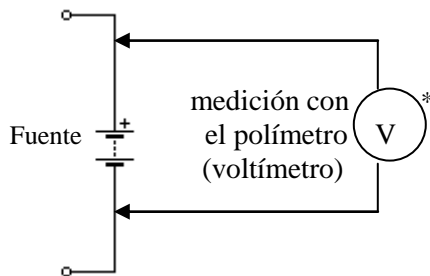 +
medición con
*
el polímetro
Fuente
V
(voltímetro)